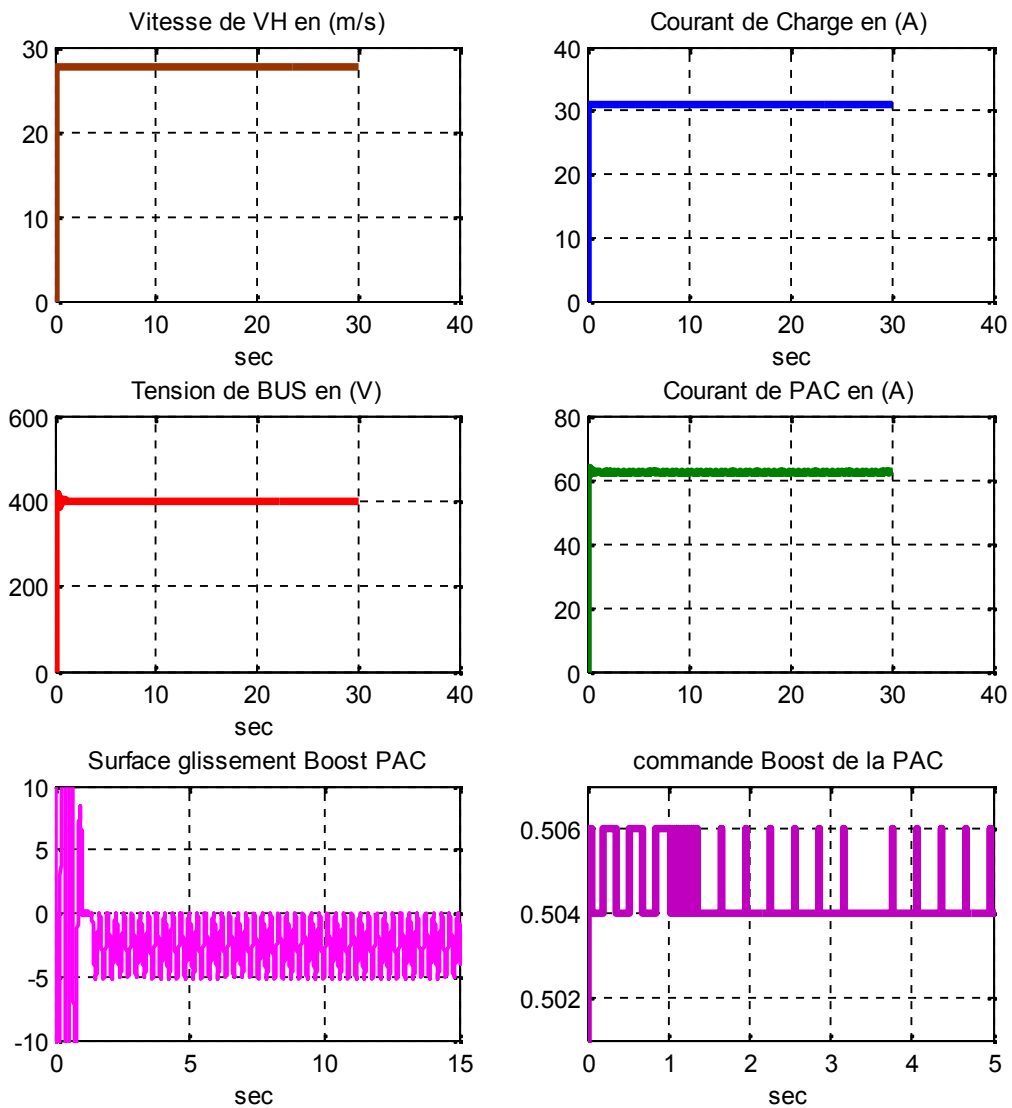 Vitesse de VH en (m/s)
30
20
10
0
0 10 20 30 40
sec
Courant de Charge en (A)
40
30
20
10
0
0 10 20 30 40
sec
Tension de BUS en (V)
600
400
200
0
0 10 20 30 40
sec
Courant de PAC en (A)
80
60
40
20
0
0 10 20 30 40
Surface glissement Boost PAC
10
5
0
-5
-10
0 5 10 15
sec
commande Boost de la PAC
0.506
0.504
0.502
0 1 2 3 4 5
sec